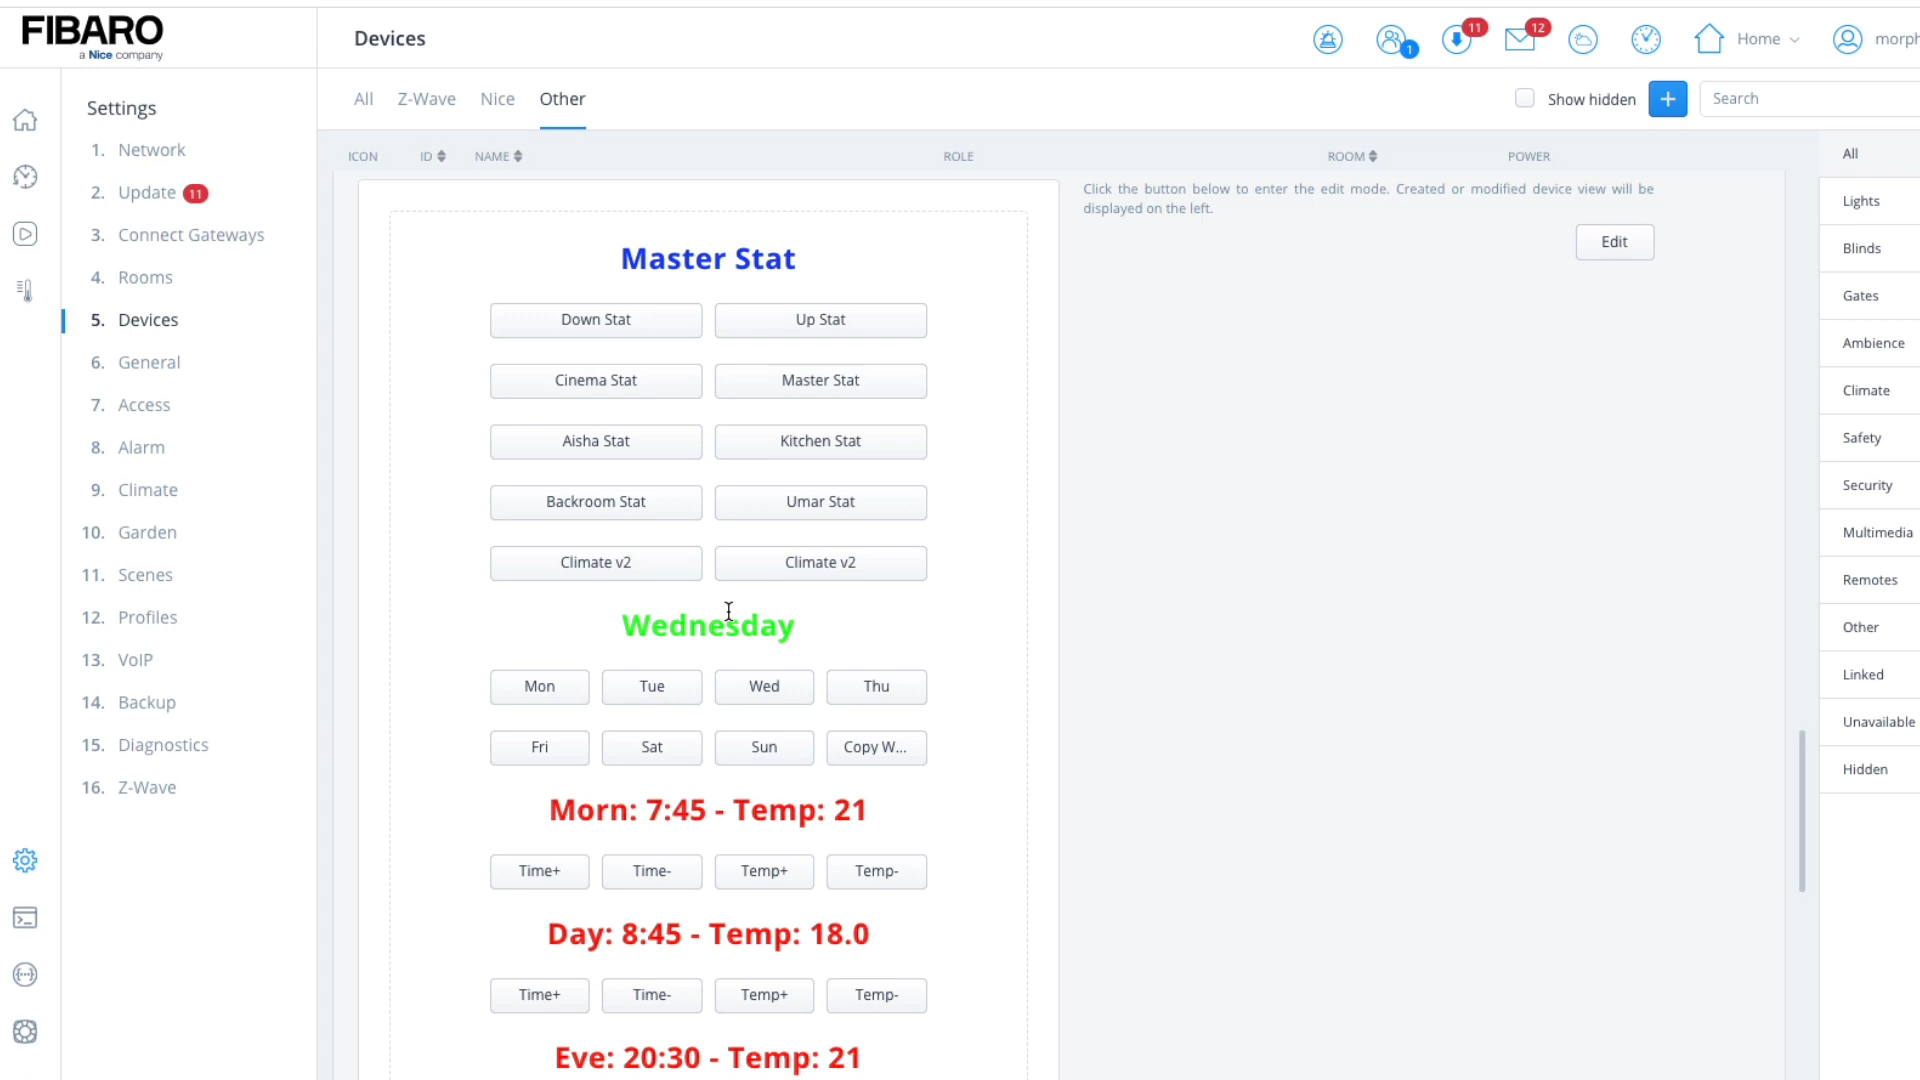 FIBARO
a Nice company
Devices
1
11
12
Home
morph
Settings
1. Network
2. Update 11
3. Connect Gateways
4. Rooms
5. Devices
6. General
7. Access
8. Alarm
9. Climate
10. Garden
11. Scenes
12. Profiles
13. VoIP
14. Backup
15. Diagnostics
16. Z-Wave
All Z-Wave Nice Other
Show hidden
+
Search
ICON ID NAME ROLE ROOM POWER
Master Stat
Down Stat Up Stat
Cinema Stat Master Stat
Aisha Stat Kitchen Stat
Backroom Stat Umar Stat
Climate v2 Climate v2
Wednesday
Mon Tue Wed Thu
Fri Sat Sun Copy W...
Morn: 7:45 - Temp: 21
Time+ Time- Temp+ Temp-
Day: 8:45 - Temp: 18.0
Time+ Time- Temp+ Temp-
Eve: 20:30 - Temp: 21
Click the button below to enter the edit mode. Created or modified device view will be
displayed on the left.
Edit
All
Lights
Blinds
Gates
Ambience
Climate
Safety
Security
Multimedia
Remotes
Other
Linked
Unavailable
Hidden